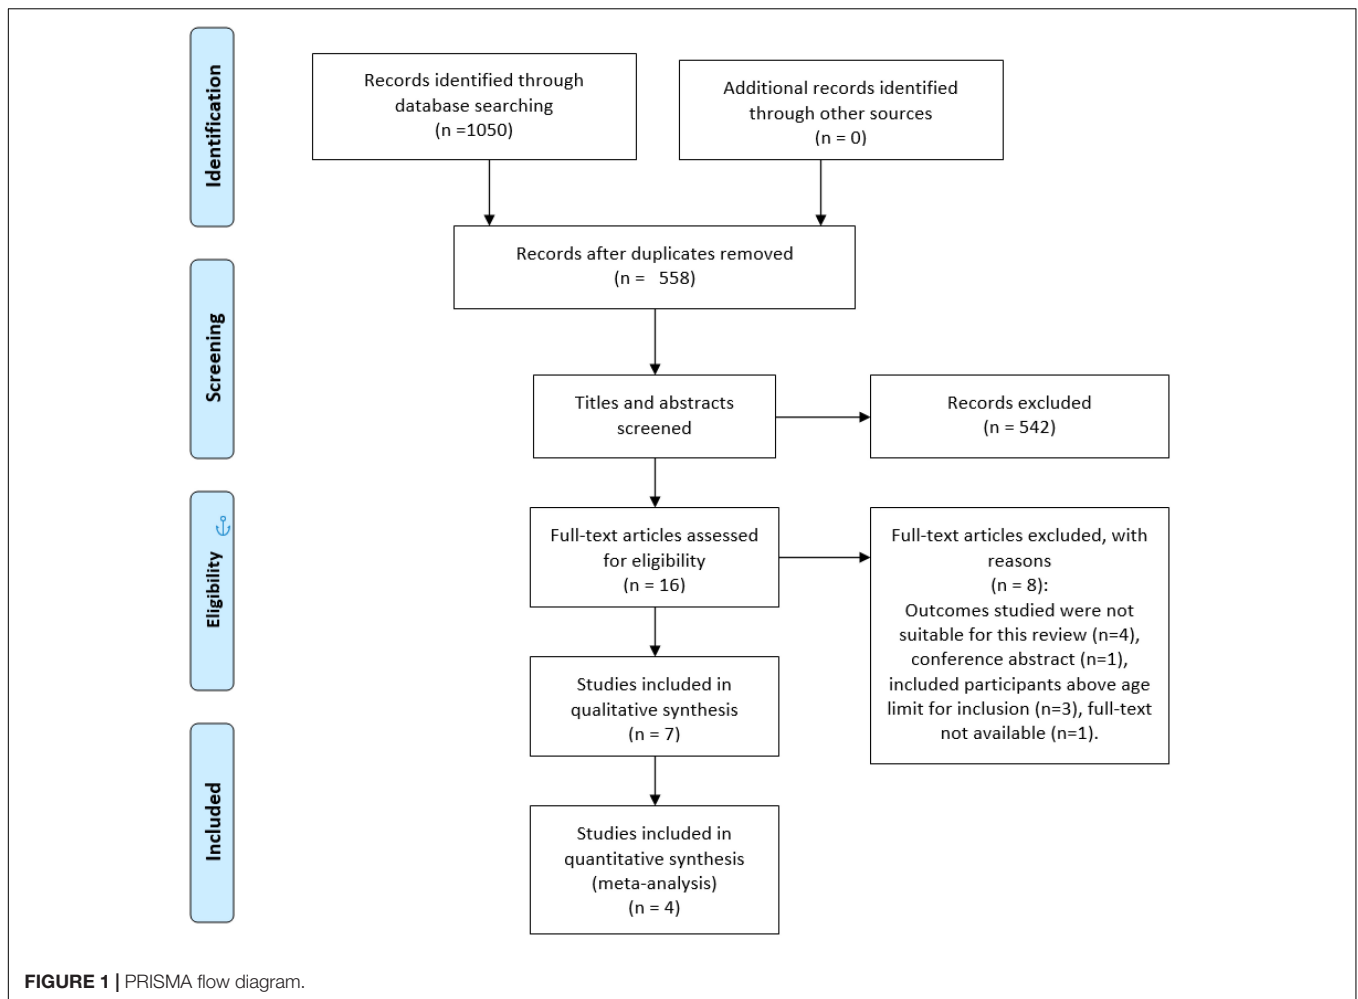 Identification
Records identified through
database searching
(n =1050)
Additional records identified
through other sources
(n = 0)
Records after duplicates removed
(n = 558)
Screening
Titles and abstracts
screened
Records excluded
(n = 542)
Eligibility
Full-text articles assessed
for eligibility
(n = 16)
Full-text articles excluded, with
reasons
(n = 8):
Outcomes studied were not
suitable for this review (n=4),
conference abstract (n=1),
included participants above age
limit for inclusion (n=3), full-text
not available (n=1).
Studies included in
qualitative synthesis
(n = 7)
Included
Studies included in
quantitative synthesis
(meta-analysis)
(n = 4)
FIGURE 1 | PRISMA flow diagram.